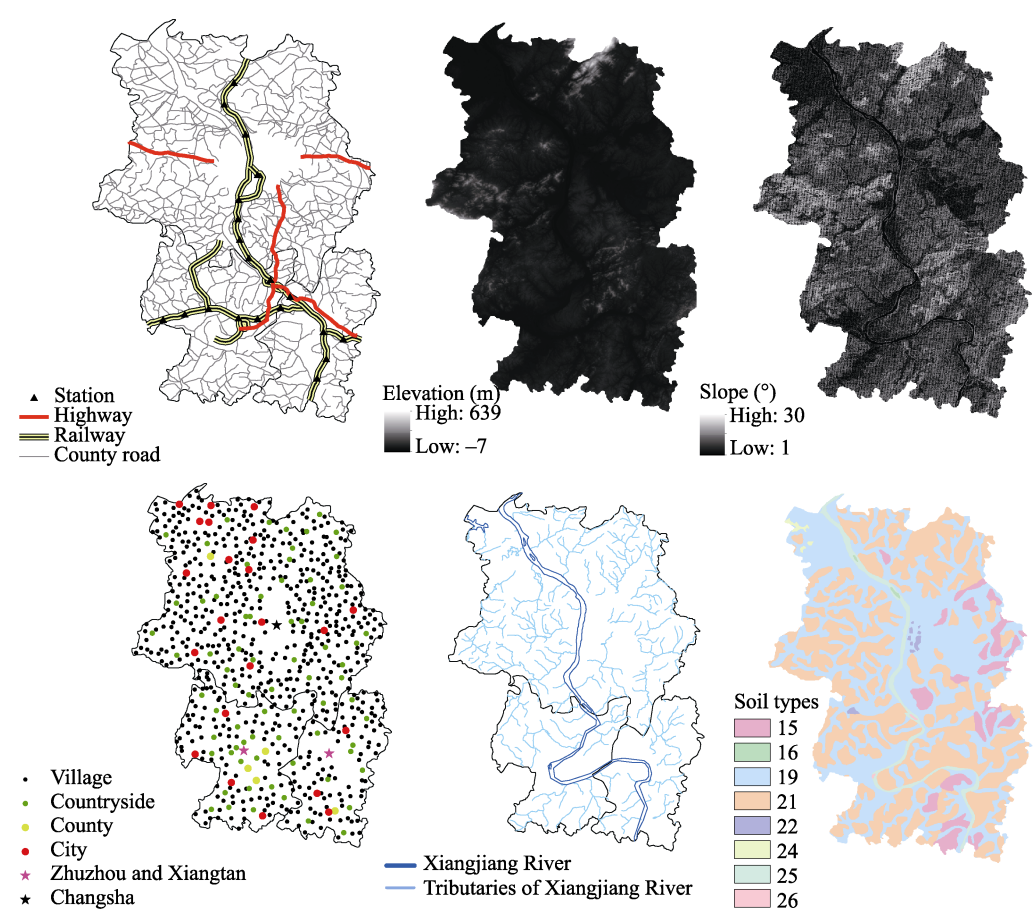 Station
Highway
Railway
County road
Elevation (m)
High: 639
Low: –7
Slope (°)
High: 30
Low: 1
Village
Countryside
County
City
Zhuzhou and Xiangtan
Changsha
Xiangjiang River
Tributaries of Xiangjiang River
Soil types
15
16
19
21
22
24
25
26